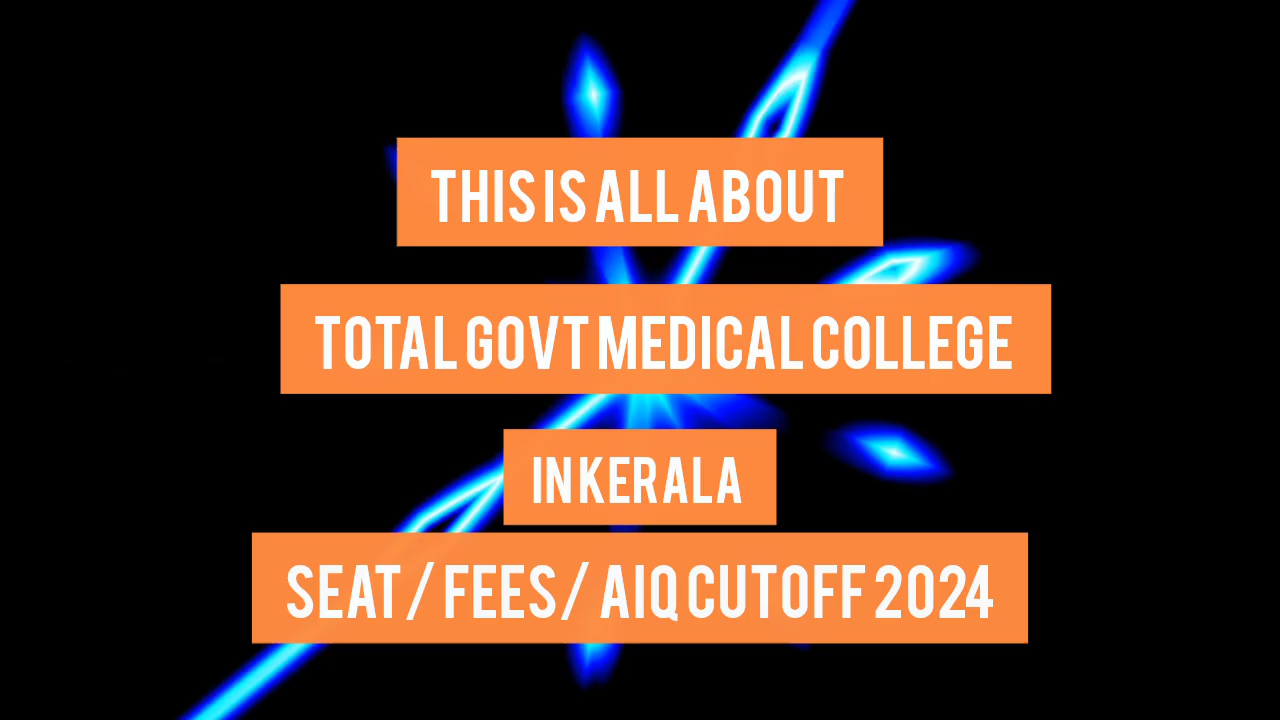 THIS IS ALL ABOUT
TOTAL GOVT MEDICAL COLLEGE
IN KERALA
SEAT / FEES / AIQ CUTOFF 2024